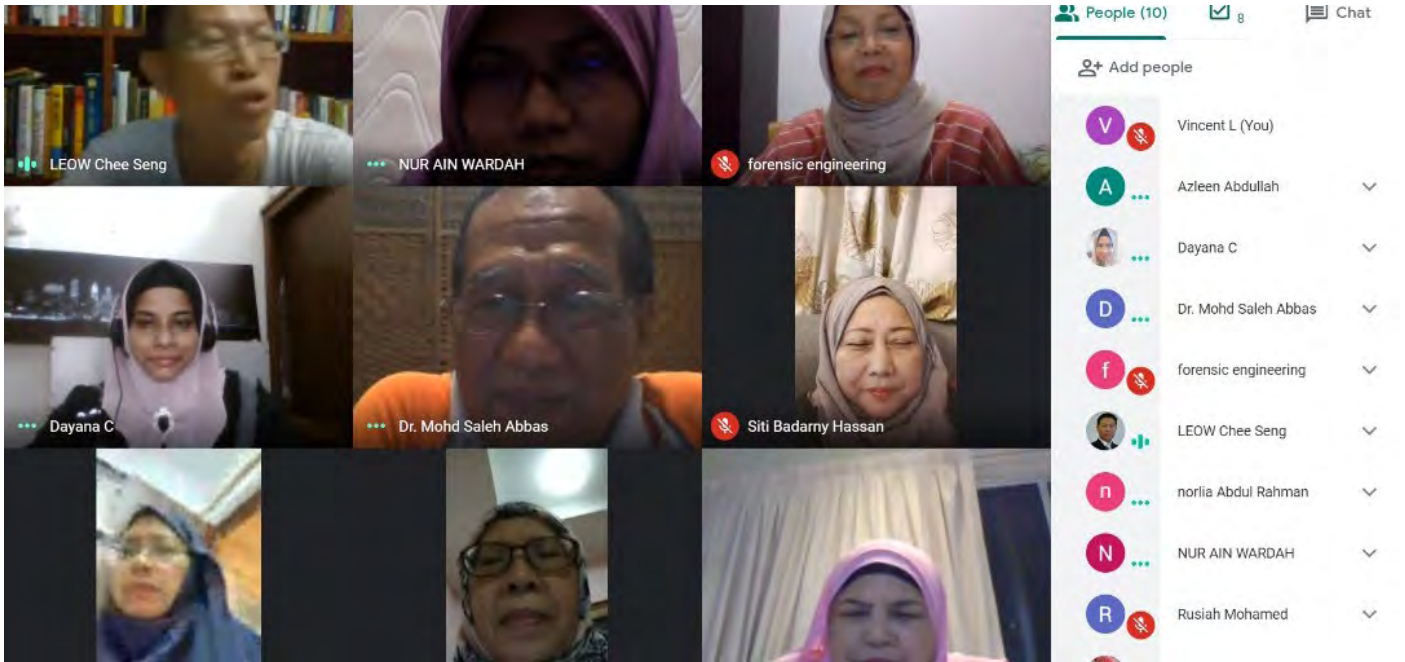 LEOW Chee Seng
NUR AIN WARDAH
forensic engineering
Dayana C
Dr. Mohd Saleh Abbas
Siti Badarny Hassan
People (10)
8
Chat
Add people
V
Vincent L (You)
A
Azleen Abdullah
Dayana C
D
Dr. Mohd Saleh Abbas
f
forensic engineering
LEOW Chee Seng
n
norlia Abdul Rahman
N
NUR AIN WARDAH
R
Rusiah Mohamed